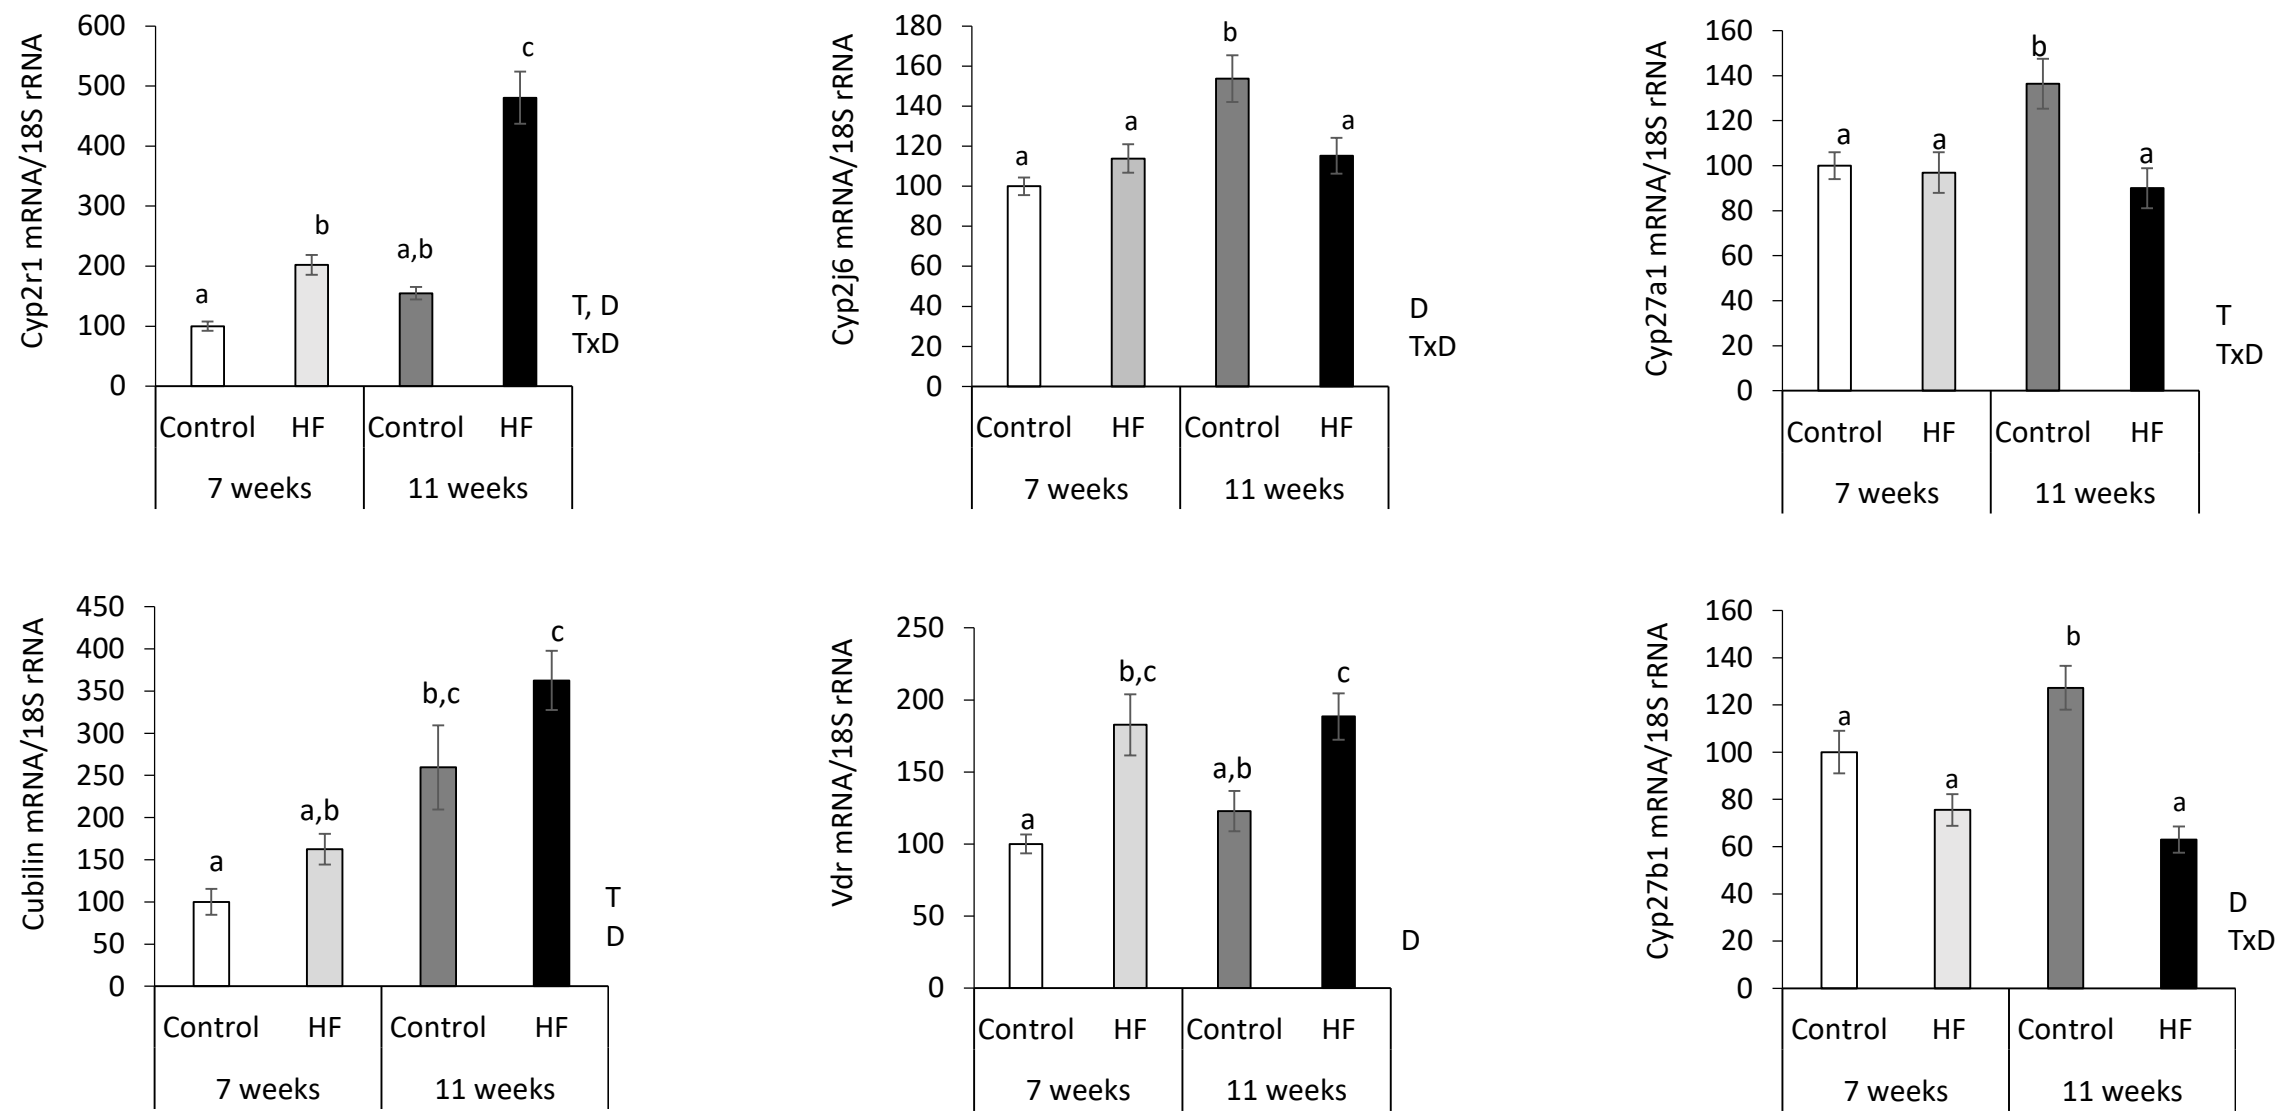 Cyp2r1 mRNA/18S rRNA
600
500
400
300
200
100
0
a
b
a,b
c
T, D
TxD
Control HF Control HF
7 weeks 11 weeks
Cyp2j6 mRNA/18S rRNA
180
160
140
120
100
80
60
40
20
0
a
a
b
a
D
TxD
Control HF Control HF
7 weeks 11 weeks
Cyp27a1 mRNA/18S rRNA
160
140
120
100
80
60
40
20
0
a
a
b
a
T
TxD
Control HF Control HF
7 weeks 11 weeks
Cubilin mRNA/18S rRNA
450
400
350
300
250
200
150
100
50
0
a
a,b
b,c
c
T
D
Control HF Control HF
7 weeks 11 weeks
Vdr mRNA/18S rRNA
250
200
150
100
50
0
a
b,c
a,b
c
D
Control HF Control HF
7 weeks 11 weeks
Cyp27b1 mRNA/18S rRNA
160
140
120
100
80
60
40
20
0
a
a
b
a
D
TxD
Control HF Control HF
7 weeks 11 weeks